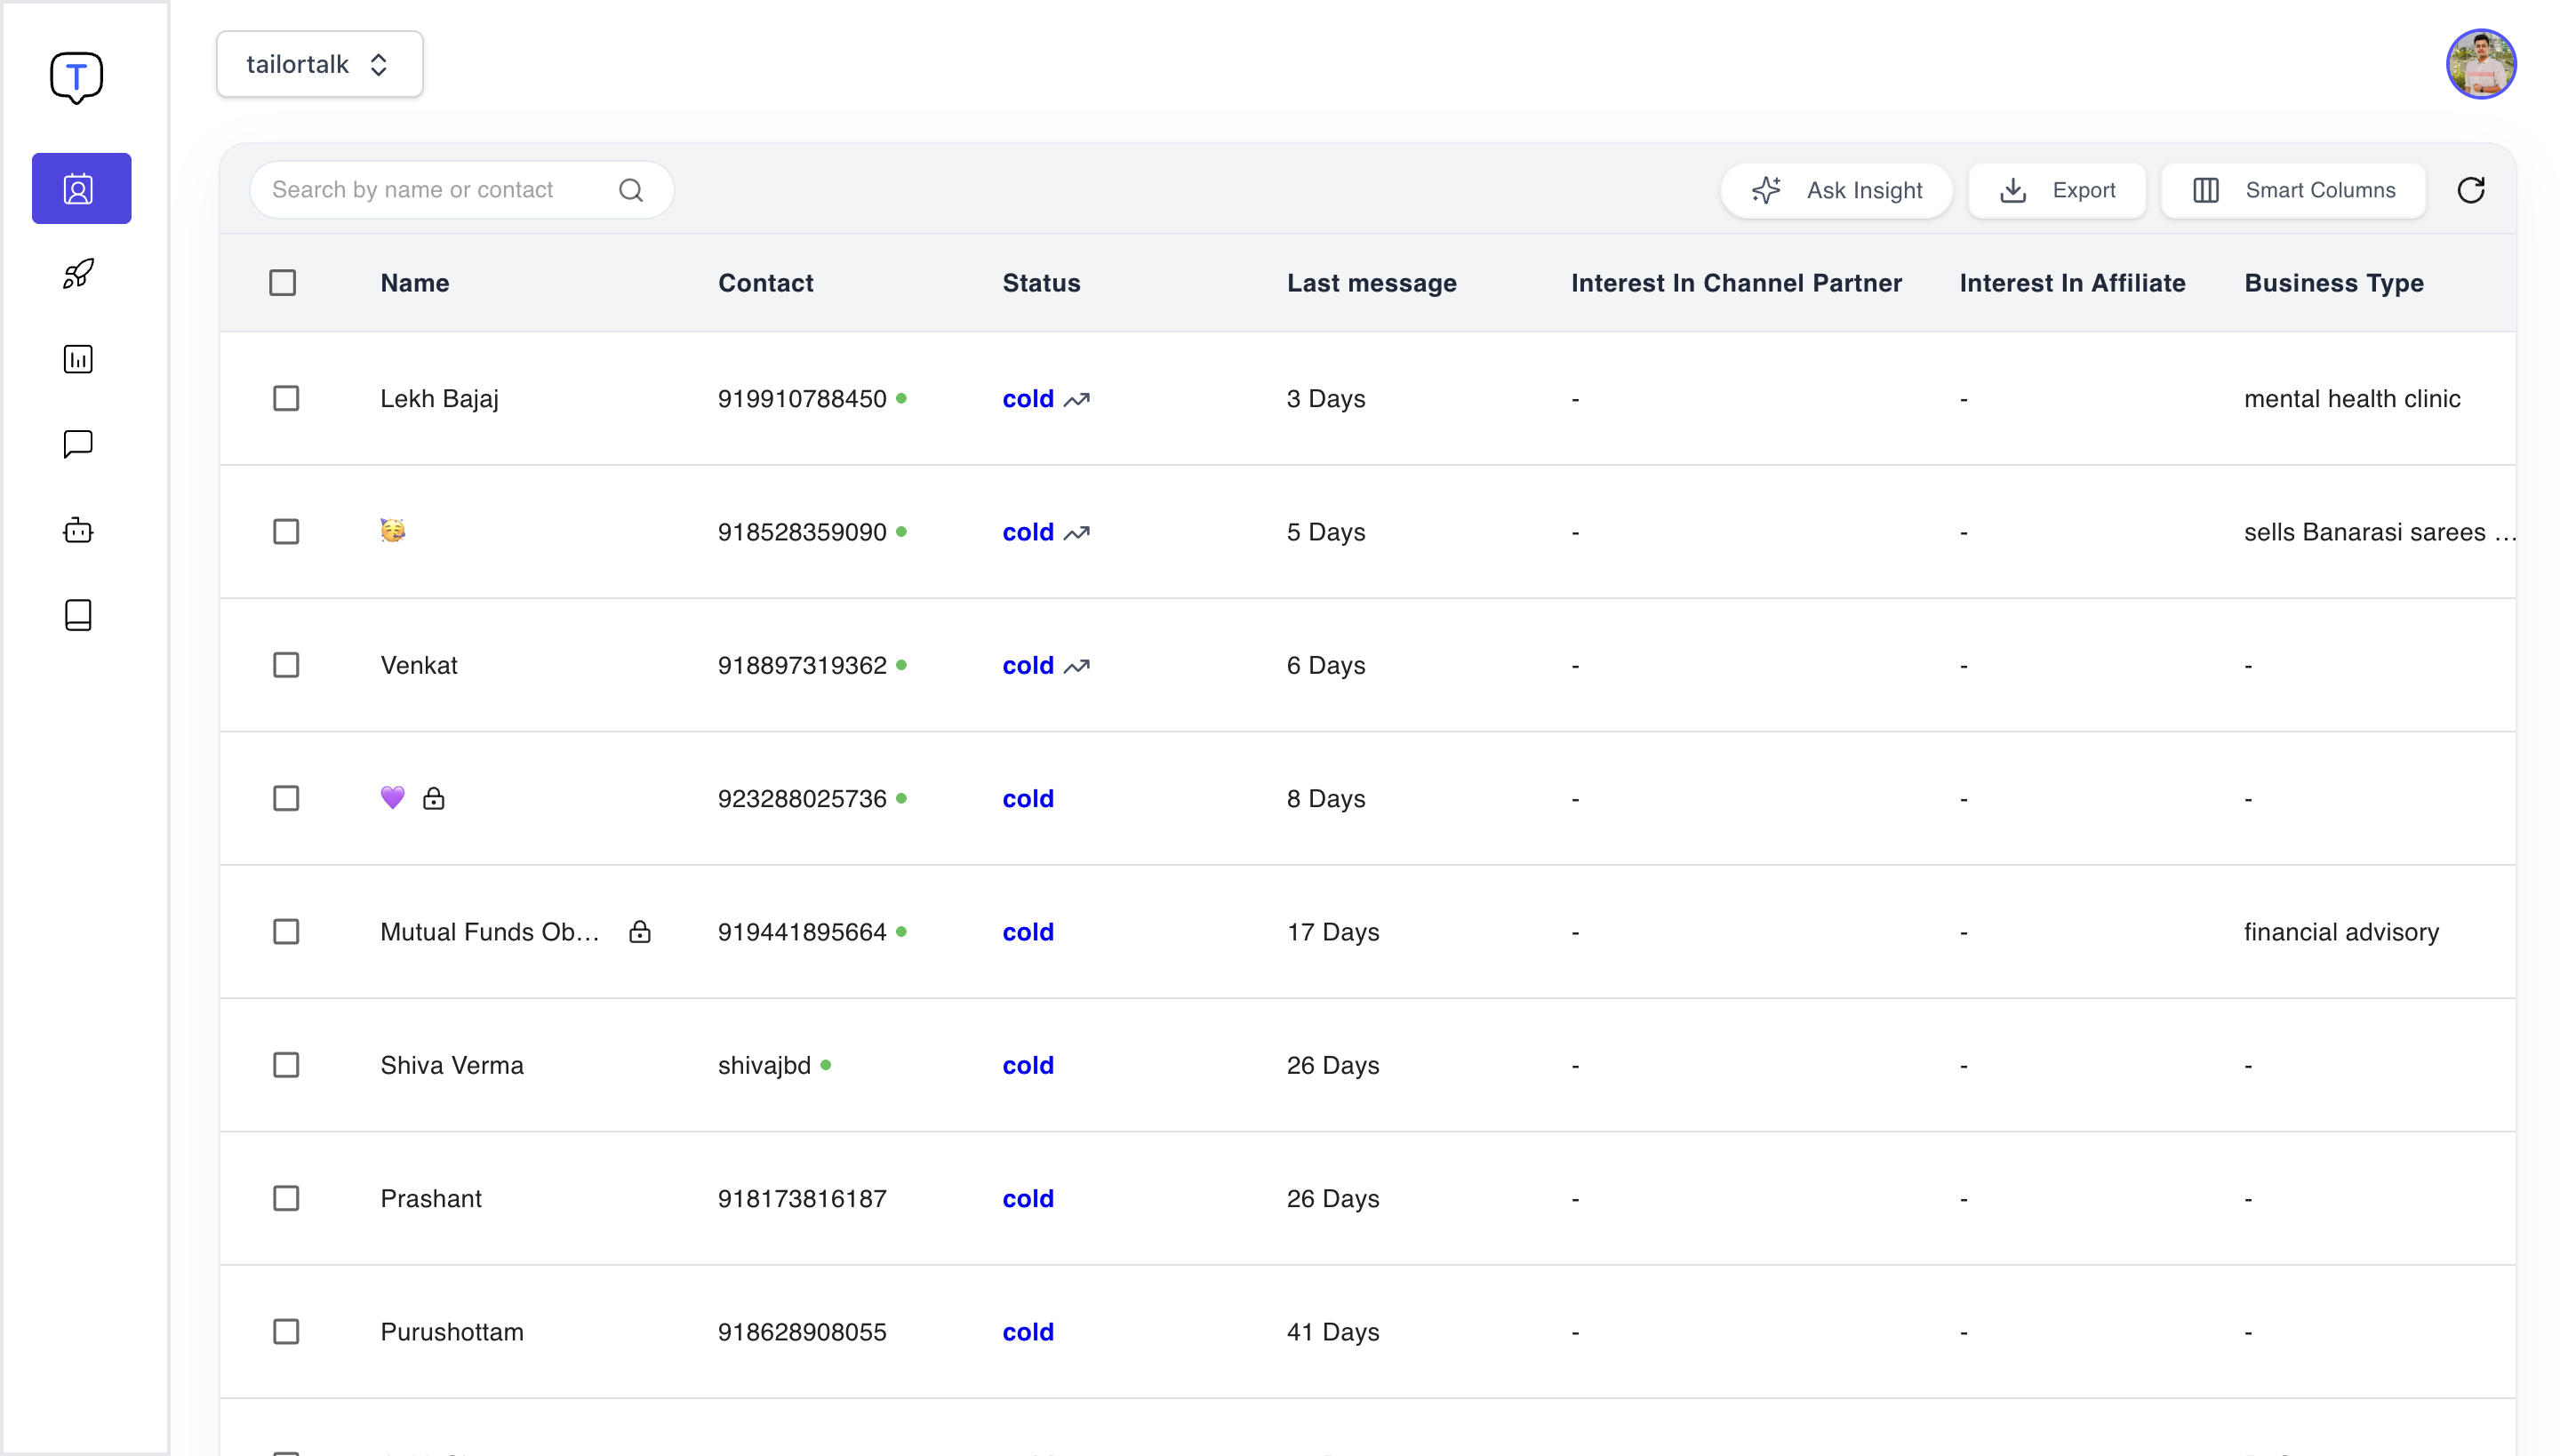 T
tailortalk
Search by name or contact
Ask Insight
Export
Smart Columns
Name Contact Status Last message Interest In Channel Partner Interest In Affiliate Business Type
Lekh Bajaj 919910788450 cold 3 Days - - mental health clinic
🥳 918528359090 cold 5 Days - - sells Banarasi sarees …
Venkat 918897319362 cold 6 Days - - -
💜 923288025736 cold 8 Days - - -
Mutual Funds Ob… 919441895664 cold 17 Days - - financial advisory
Shiva Verma shivajbd cold 26 Days - - -
Prashant 918173816187 cold 26 Days - - -
Purushottam 918628908055 cold 41 Days - - -